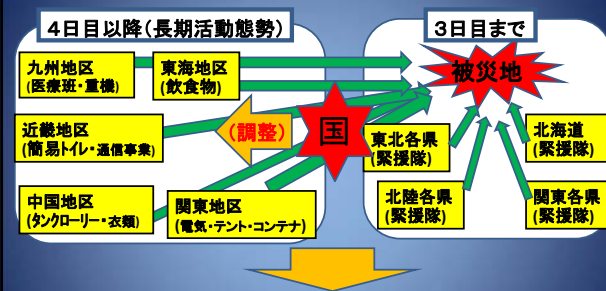 4日目以降(長期活動態勢)
九州地区
(医療班・重機)
東海地区
(飲食物)
近畿地区
(簡易トイレ・通信事業)
(調整)
国
中国地区
(タンクローリー・衣類)
関東地区
(電気・テント・コンテナ)
3日目まで
被災地
東北各県
(緊援隊)
北海道
(緊援隊)
北陸各県
(緊援隊)
関東各県
(緊援隊)